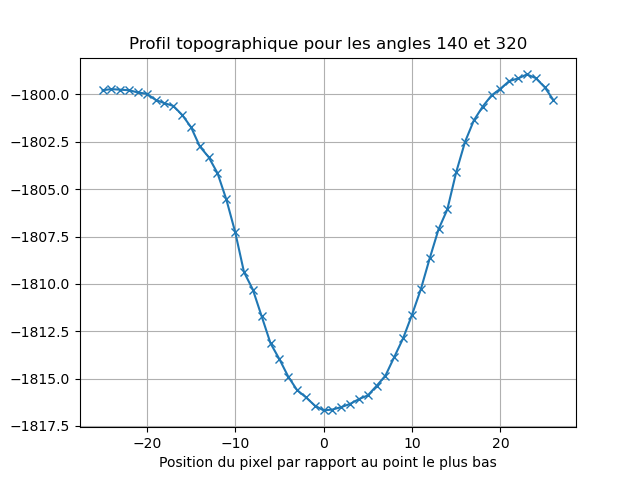 Profil topographique pour les angles 140 et 320
−1800.0
−1802.5
−1805.0
−1807.5
−1810.0
−1812.5
−1815.0
−1817.5
−20 −10 0 10 20
Position du pixel par rapport au point le plus bas